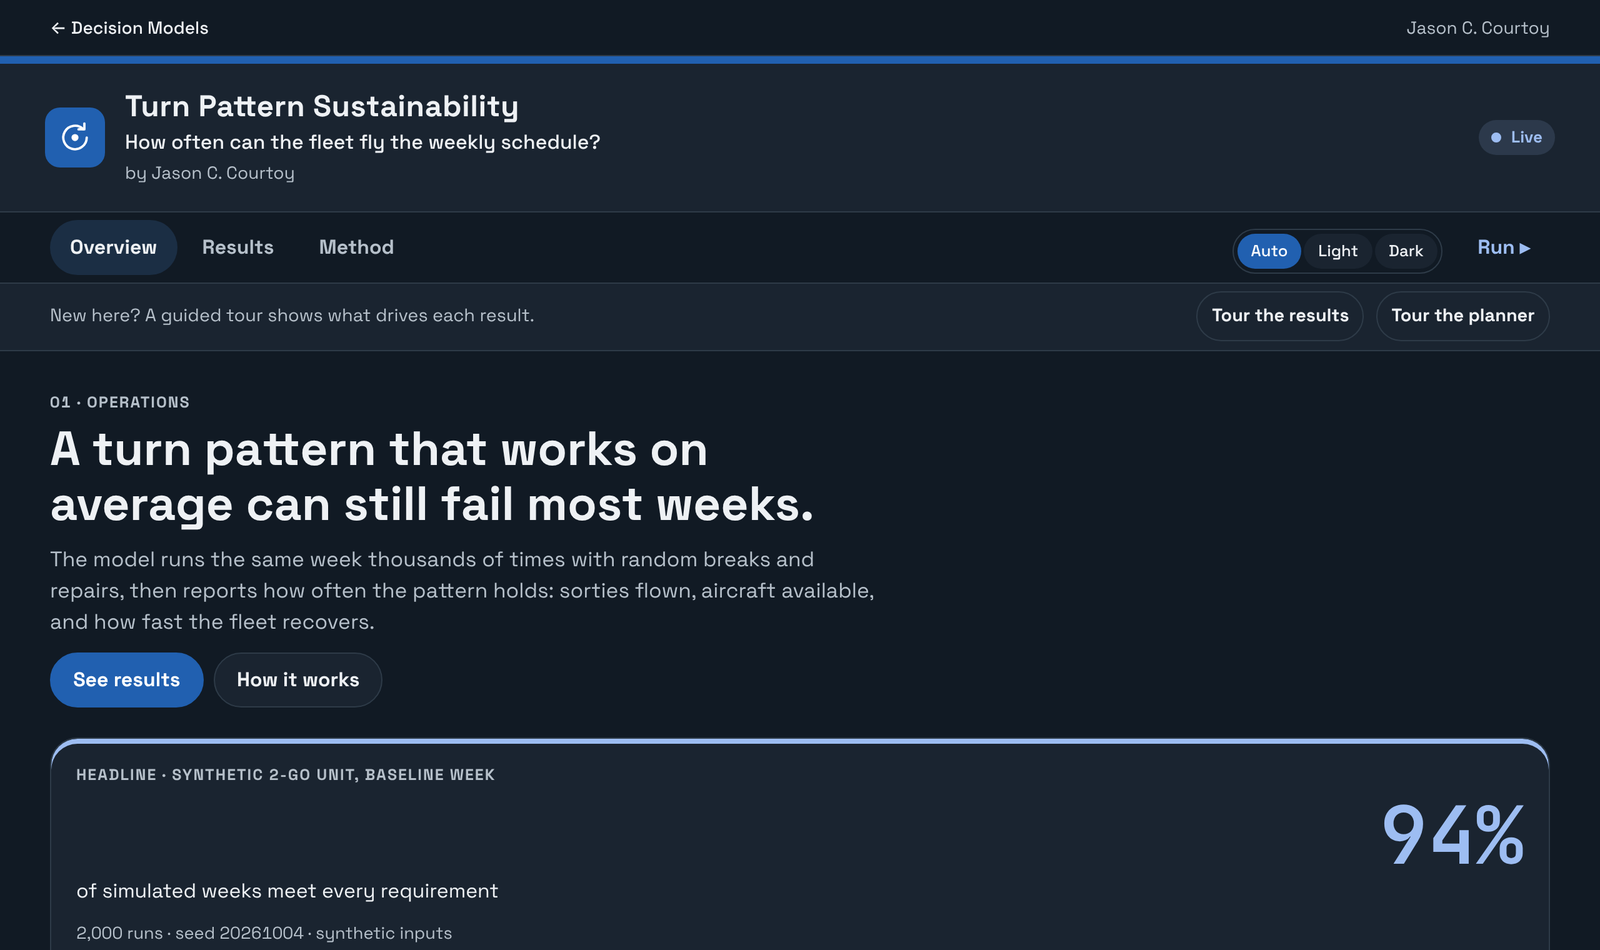 ← Decision Models
Jason C. Courtoy
Turn Pattern Sustainability
How often can the fleet fly the weekly schedule?
by Jason C. Courtoy
Live
Overview
Results
Method
Auto
Light
Dark
Run ▸
New here? A guided tour shows what drives each result.
Tour the results
Tour the planner
01 · OPERATIONS
A turn pattern that works on
average can still fail most weeks.
The model runs the same week thousands of times with random breaks and
repairs, then reports how often the pattern holds: sorties flown, aircraft available,
and how fast the fleet recovers.
See results
How it works
HEADLINE · SYNTHETIC 2-GO UNIT, BASELINE WEEK
94%
of simulated weeks meet every requirement
2,000 runs · seed 20261004 · synthetic inputs